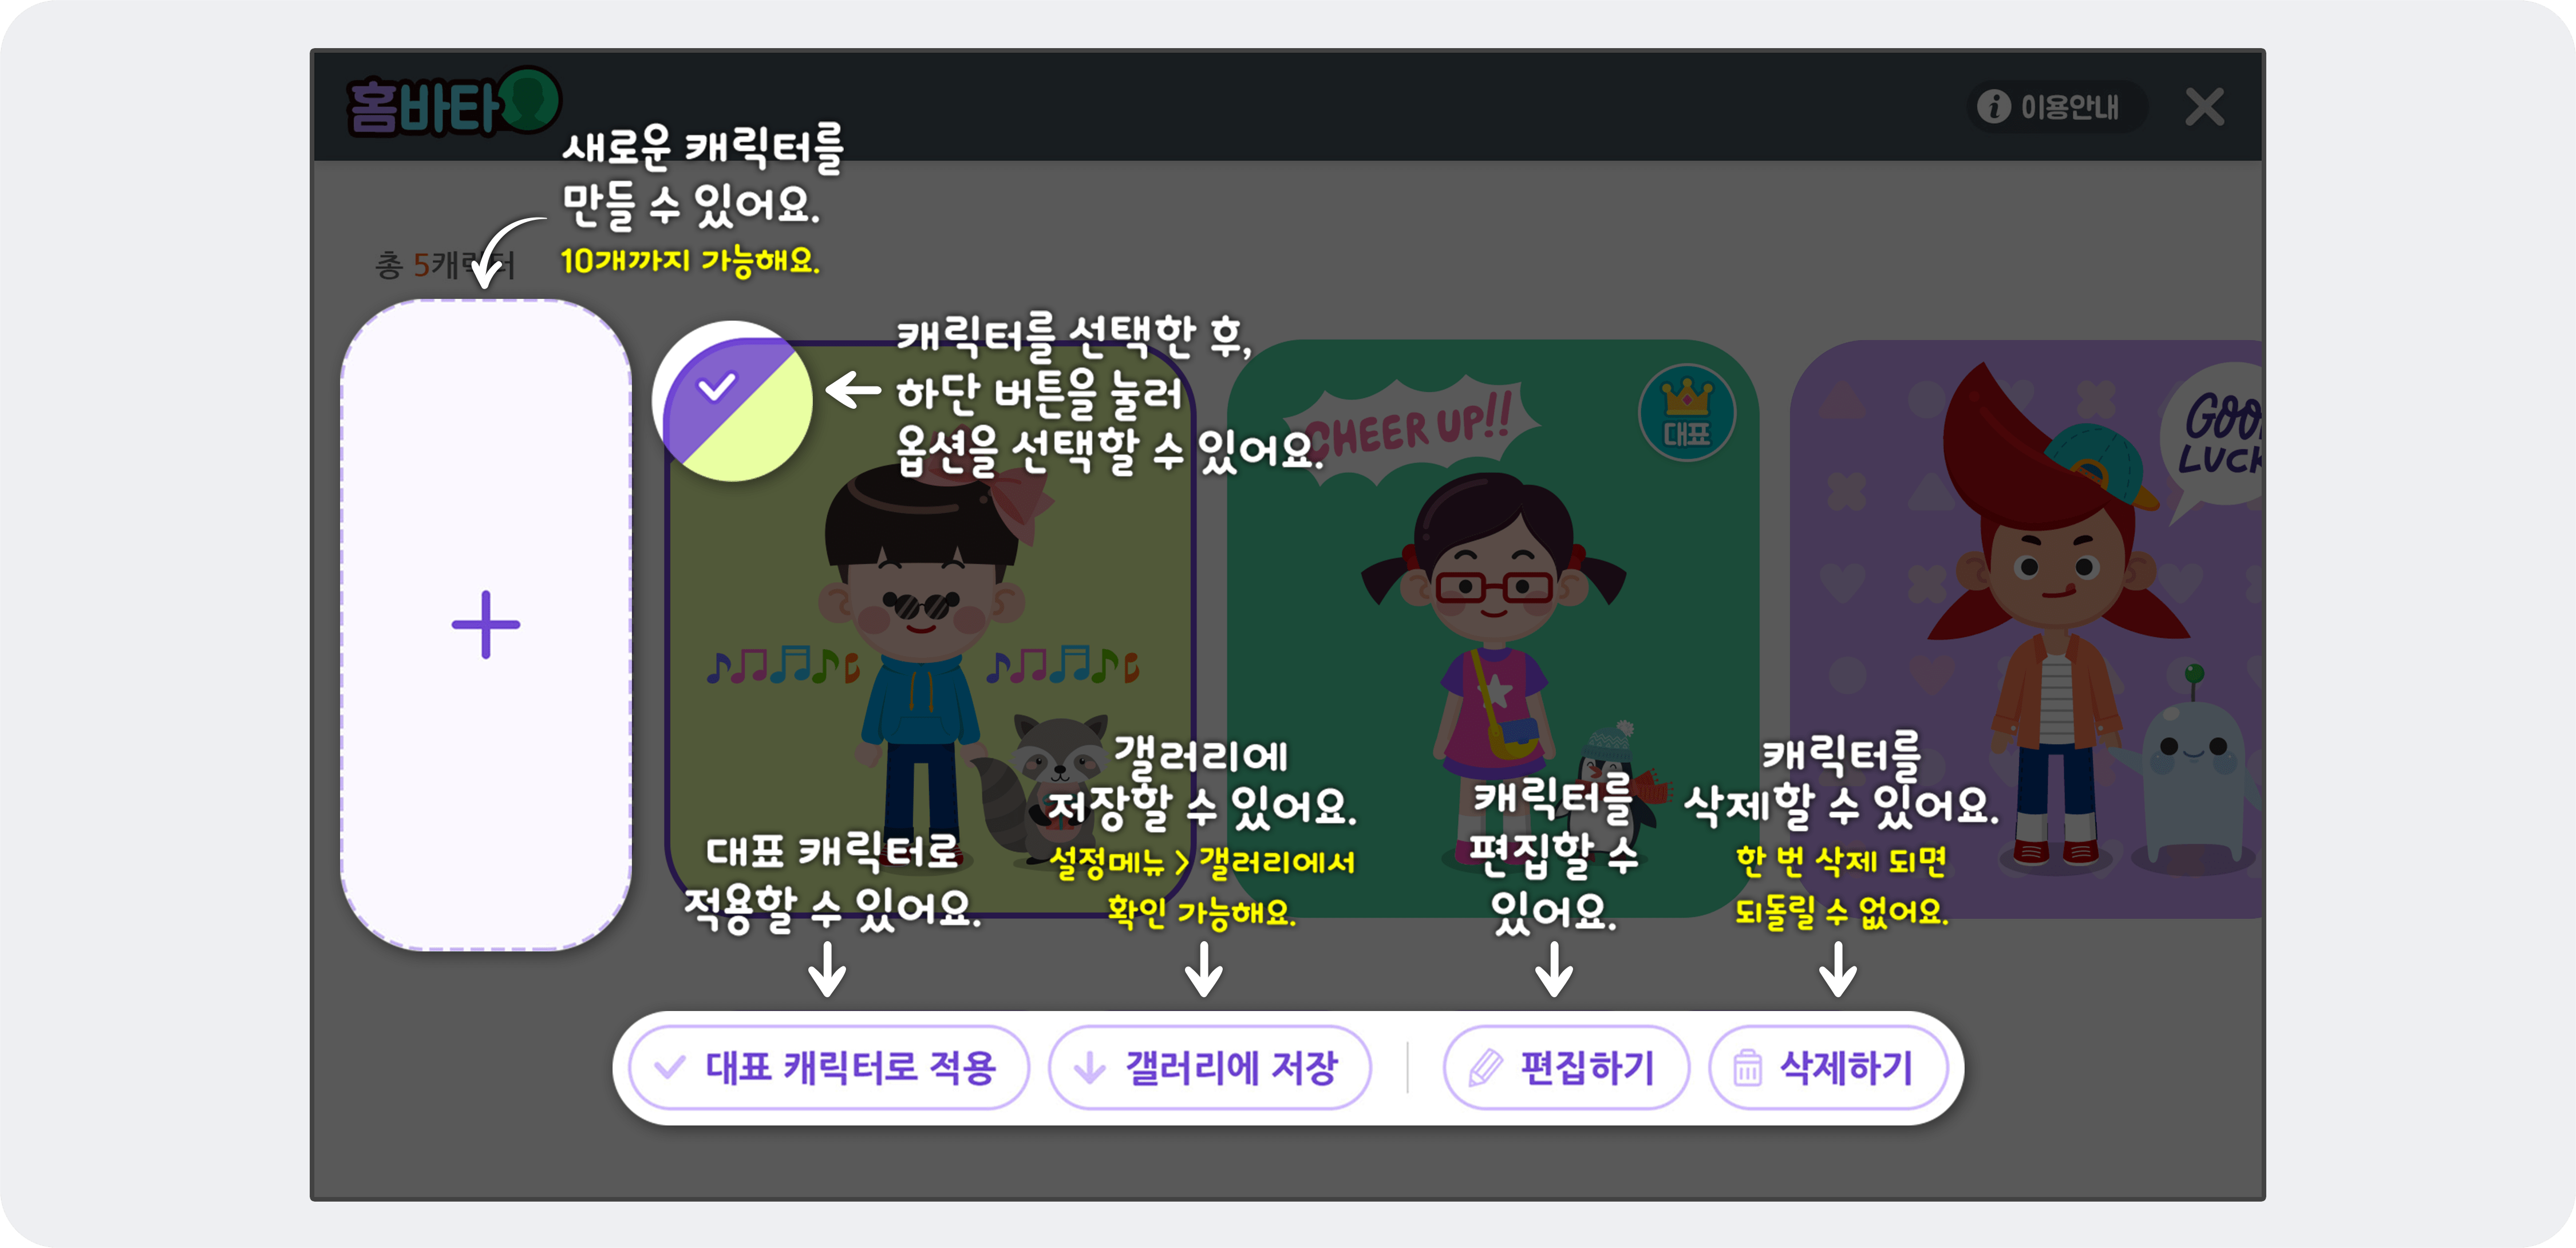 홈바타
이용안내
새로운 캐릭터를
만들 수 있어요.
10개까지 가능해요.
총 5캐릭터
캐릭터를 선택한 후,
하단 버튼을 눌러
옵션을 선택할 수 있어요.
CHEER UP!!
대표
GOO
LUCK
대표 캐릭터로
적용할 수 있어요.
갤러리에
저장할 수 있어요.
설정메뉴 > 갤러리에서
확인 가능해요.
캐릭터를
편집할 수
있어요.
캐릭터를
삭제할 수 있어요.
한 번 삭제 되면
되돌릴 수 없어요.
대표 캐릭터로 적용
갤러리에 저장
편집하기
삭제하기